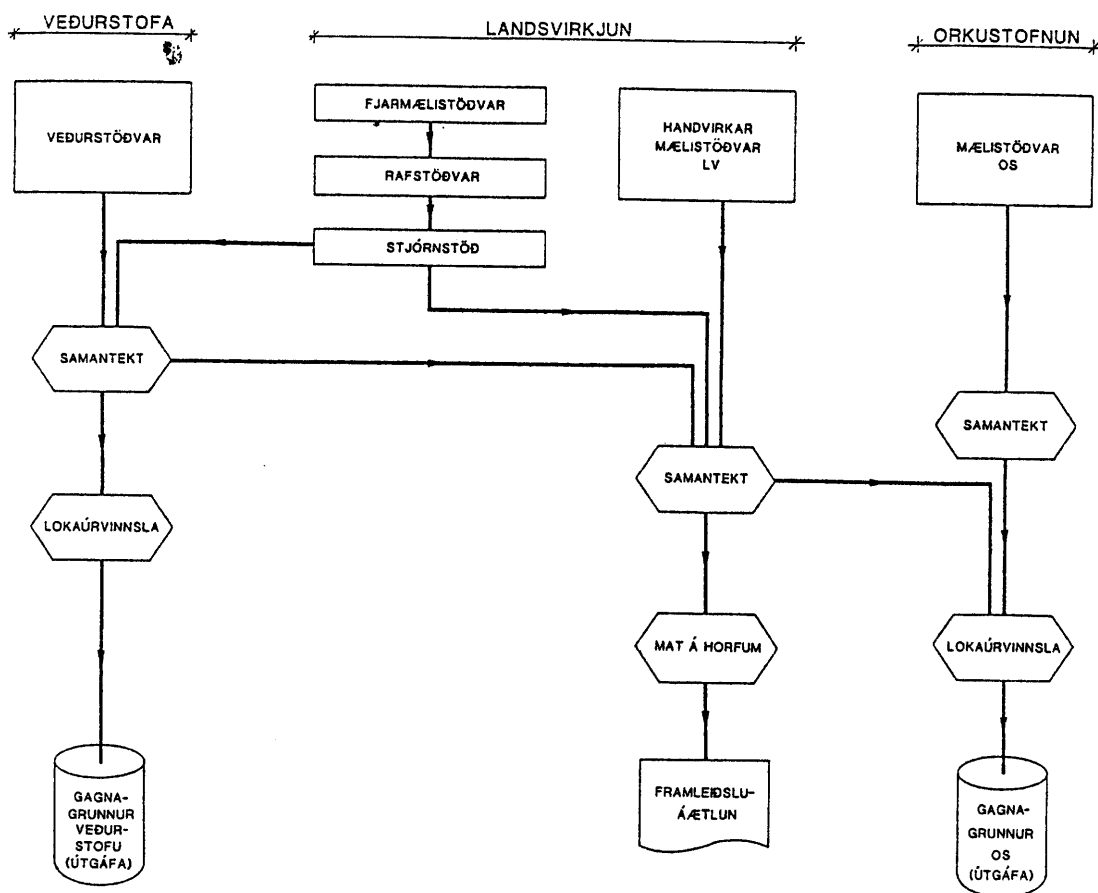 VEÐURSTOFA
LANDSVIRKJUN
ORKUSTOFNUN
VEÐURSTÖÐVAR
FJARMÆLISTÖÐVAR
RAFSTÖÐVAR
STJÓRNSTÖÐ
HANDVIRKAR
MÆLISTÖÐVAR
LV
MÆLISTÖÐVAR
OS
SAMANTEKT
SAMANTEKT
SAMANTEKT
LOKAÚRVINNSLA
MAT Á HORFUM
LOKAÚRVINNSLA
GAGNA-
GRUNNUR
VEÐUR-
STOFU
(ÚTGÁFA)
FRAMLEIÐSLU-
ÁÆTLUN
GAGNA-
GRUNNUR
OS
(ÚTGÁFA)